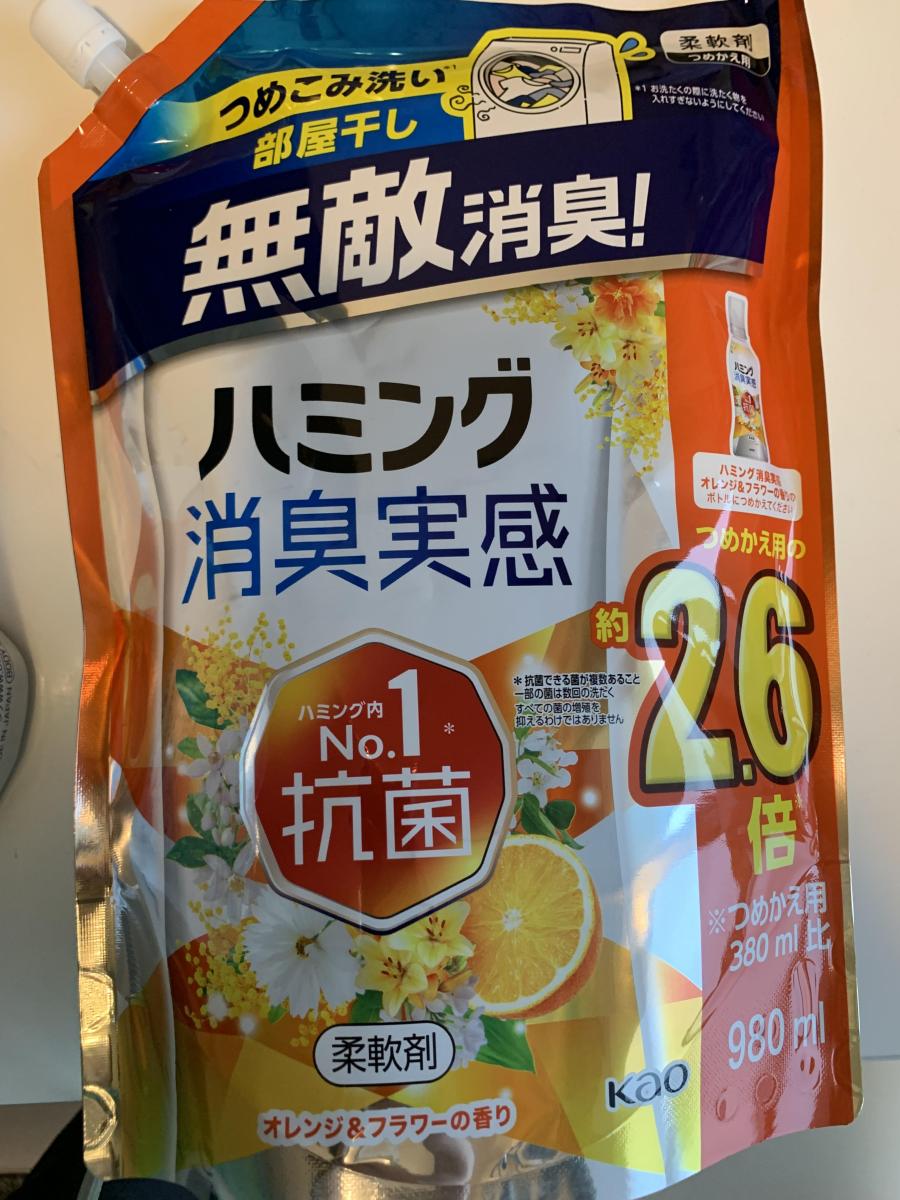 柔軟剤
つめかえ用
つめこみ洗い*1
部屋干し
*1 お洗たくの際に洗たく物を
入れすぎないようにしてください
無敵消臭!
ハミング
消臭実感
ハミング
消臭実感
ハミング消臭実感
オレンジ&フラワーの香りの
ボトルにつめかえてください
つめかえ用の
約2.6
倍
※つめかえ用
380ml比
980ml
ハミング内
No.1*
抗菌
*抗菌できる菌が複数あること
一部の菌は数回の洗たく
すべての菌の増殖を
抑えるわけではありません
柔軟剤
オレンジ&フラワーの香り
Kao